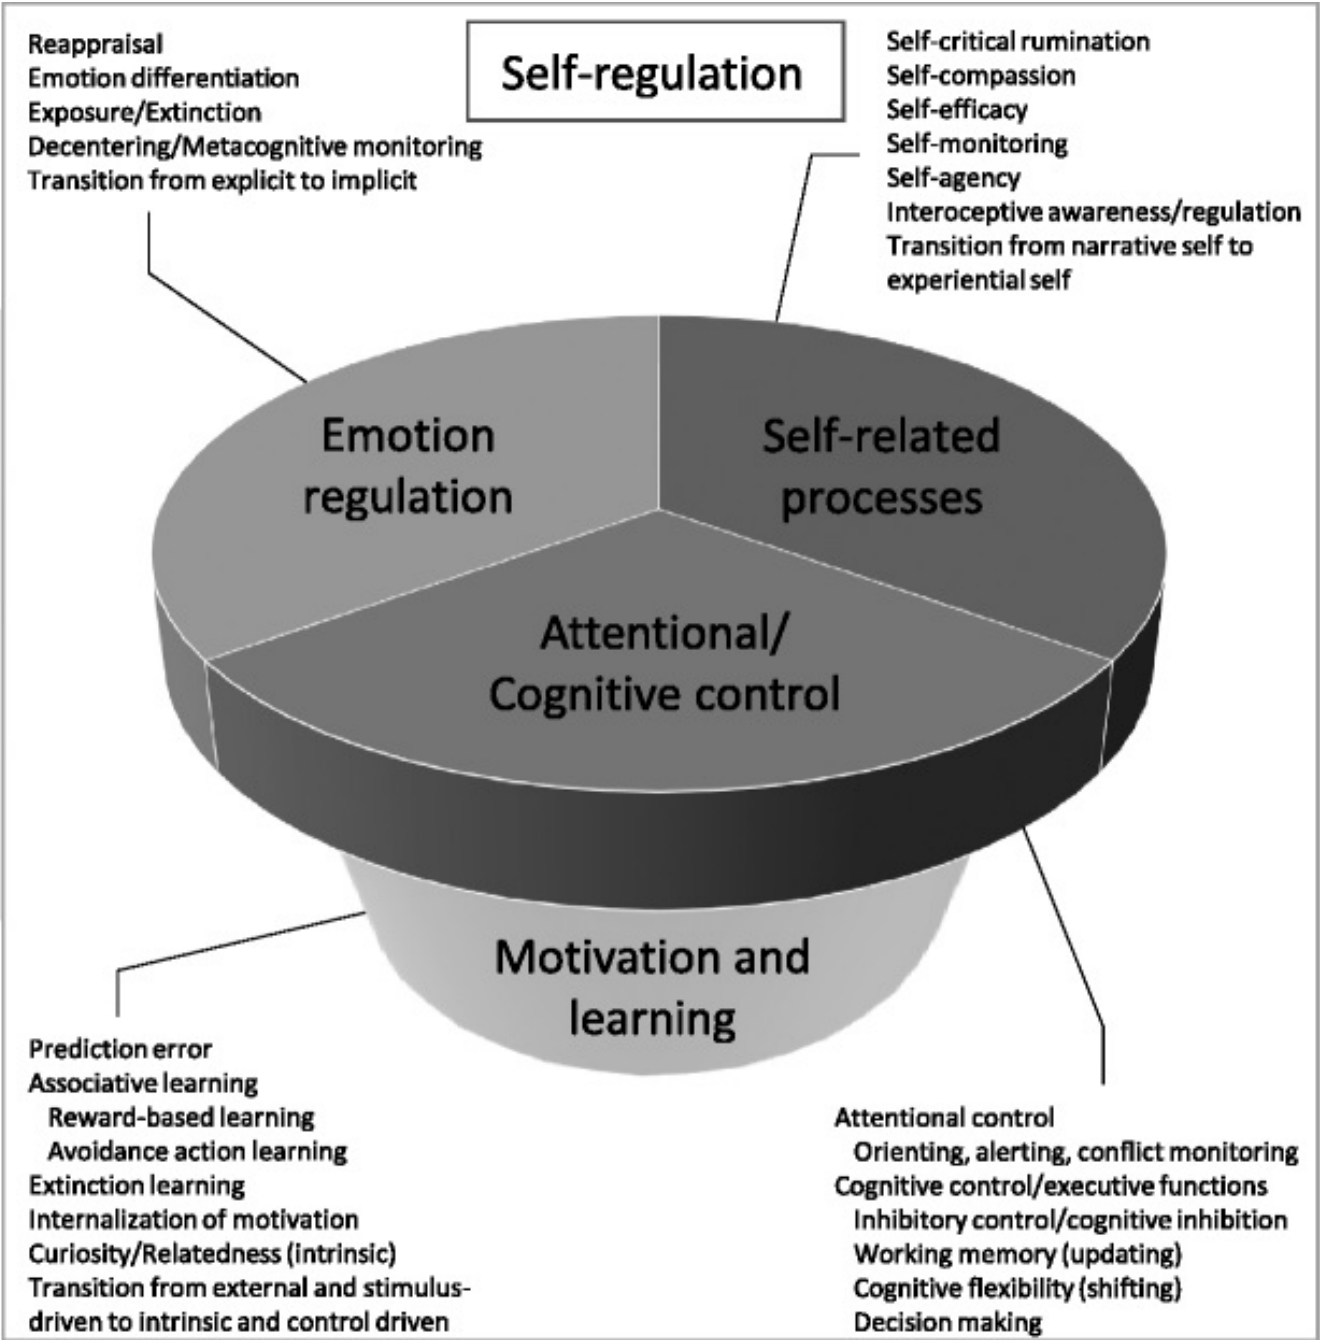 Self-regulation
Reappraisal
Emotion differentiation
Exposure/Extinction
Decentering/Metacognitive monitoring
Transition from explicit to implicit
Self-critical rumination
Self-compassion
Self-efficacy
Self-monitoring
Self-agency
Interoceptive awareness/regulation
Transition from narrative self to
experiential self
Emotion
regulation
Self-related
processes
Attentional/
Cognitive control
Motivation and
learning
Prediction error
Associative learning
Reward-based learning
Avoidance action learning
Extinction learning
Internalization of motivation
Curiosity/Relatedness (intrinsic)
Transition from external and stimulus-
driven to intrinsic and control driven
Attentional control
Orienting, alerting, conflict monitoring
Cognitive control/executive functions
Inhibitory control/cognitive inhibition
Working memory (updating)
Cognitive flexibility (shifting)
Decision making